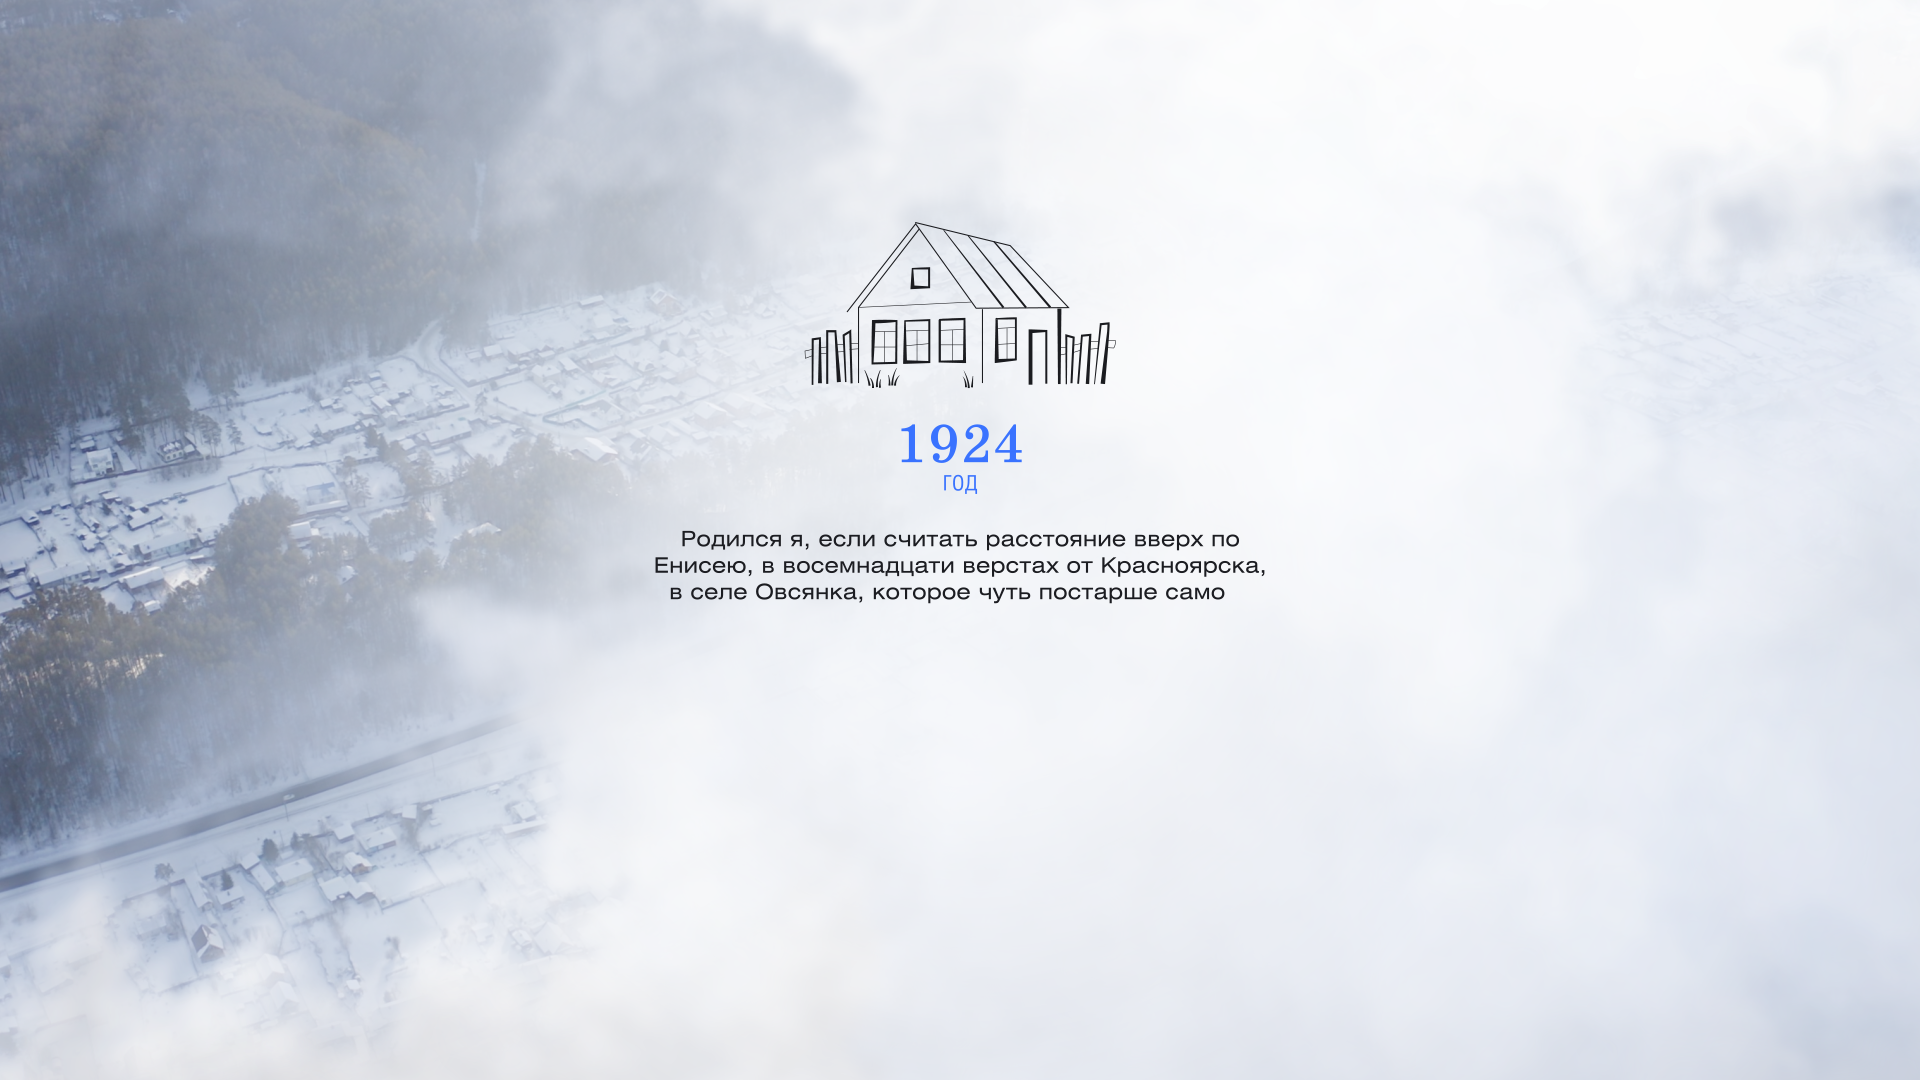 1924
ГОД
Родился я, если считать расстояние вверх по
Енисею, в восемнадцати верстах от Красноярска,
в селе Овсянка, которое чуть постарше само